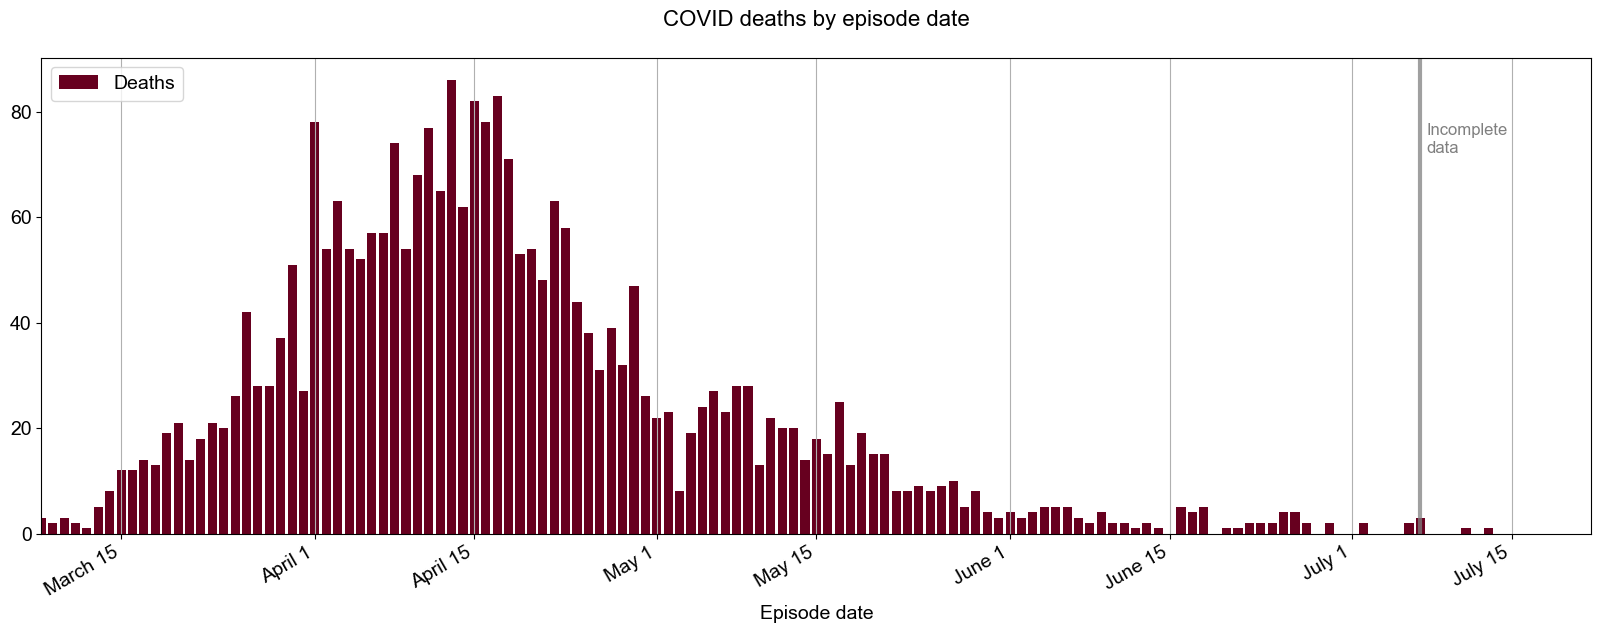 COVID deaths by episode date
Deaths
80
60
40
20
0
Incomplete
data
March 15
April 1
April 15
May 1
May 15
June 1
June 15
July 1
July 15
Episode date